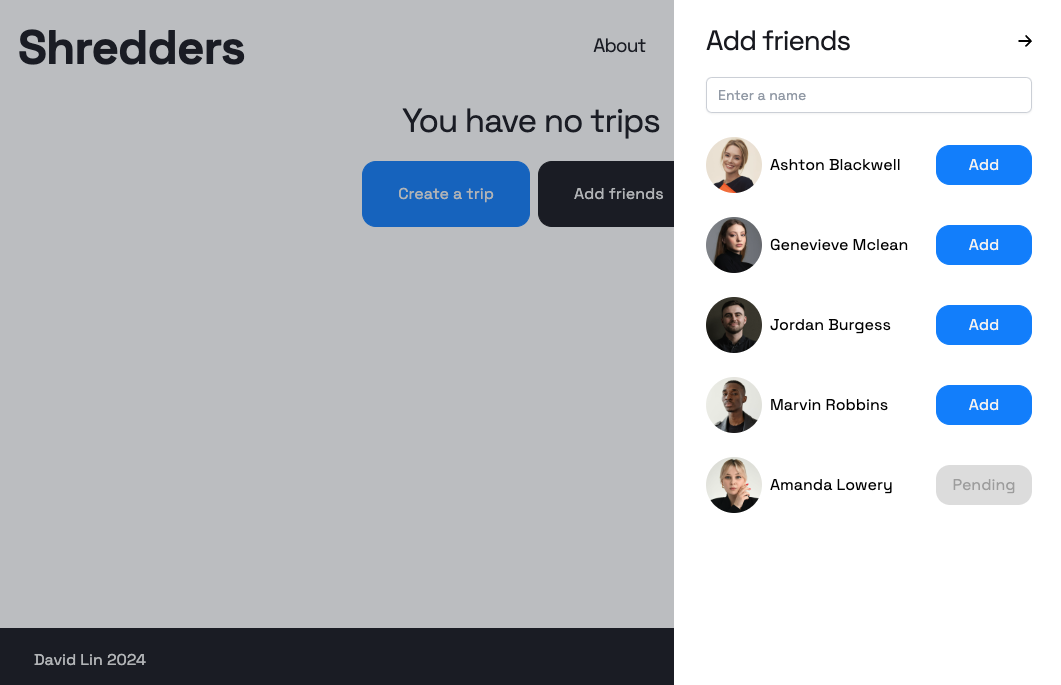 Shredders
About
You have no trips
Create a trip
Add friends
David Lin 2024
Add friends
Enter a name
Ashton Blackwell
Add
Genevieve Mclean
Add
Jordan Burgess
Add
Marvin Robbins
Add
Amanda Lowery
Pending